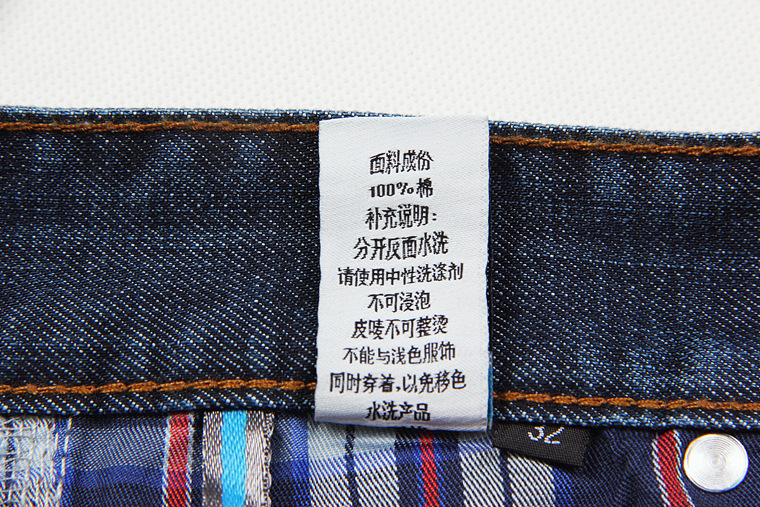 面料成份
100%棉
补充说明:
分开反面水洗
请使用中性洗涤剂
不可浸泡
皮唛不可整烫
不能与浅色服饰
同时穿着,以免移色
水洗产品
32